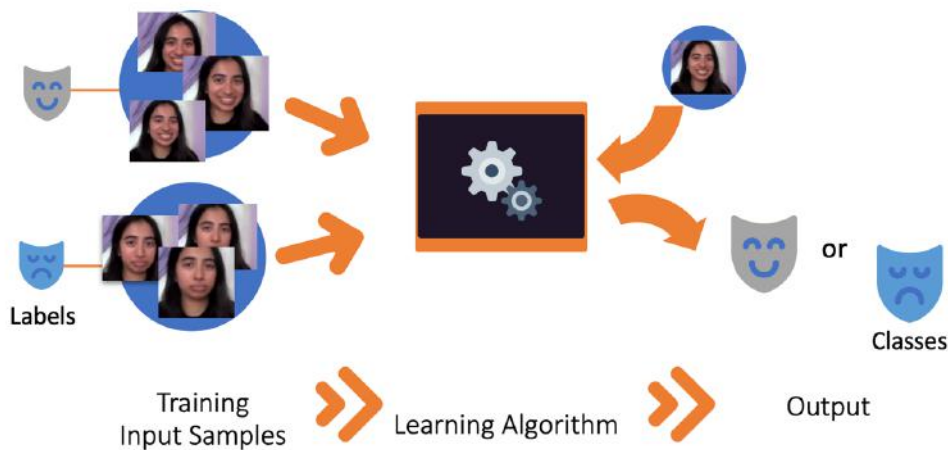 or
Labels
Classes
Training
Input Samples
Learning Algorithm
Output